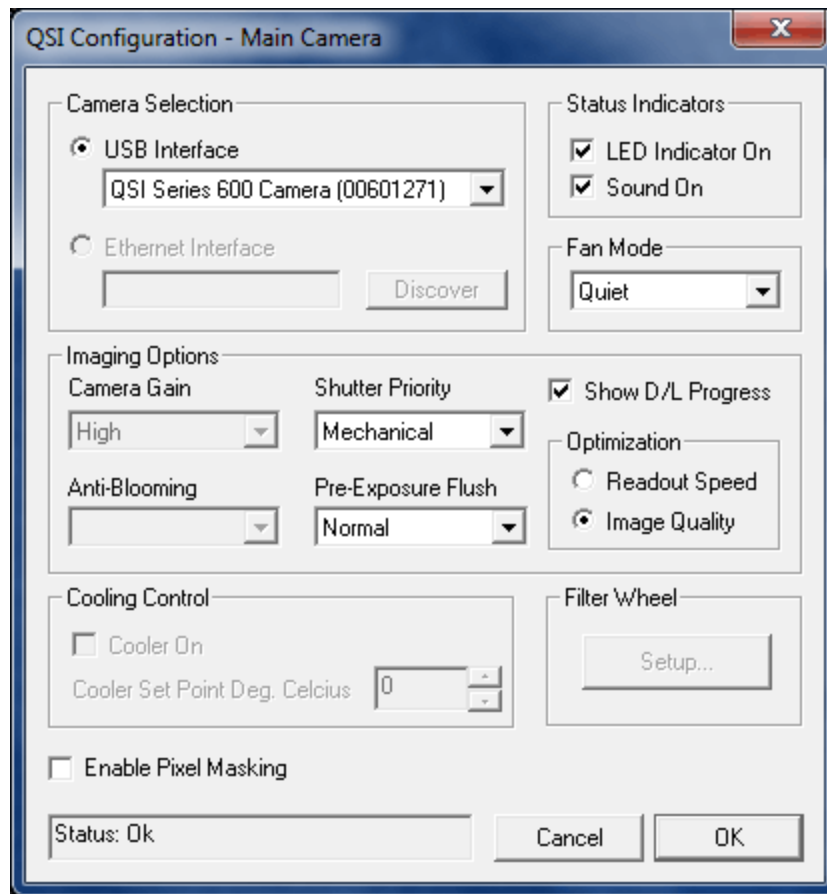 QSI Configuration - Main Camera
x
Camera Selection
USB Interface
QSI Series 600 Camera (00601271)
Ethernet Interface
Discover
Status Indicators
LED Indicator On
Sound On
Fan Mode
Quiet
Imaging Options
Camera Gain
High
Shutter Priority
Mechanical
Anti-Blooming
Pre-Exposure Flush
Normal
Show D/L Progress
Optimization
Readout Speed
Image Quality
Cooling Control
Cooler On
Cooler Set Point Deg. Celcius 0
Filter Wheel
Setup...
Enable Pixel Masking
Status: Ok
Cancel
OK